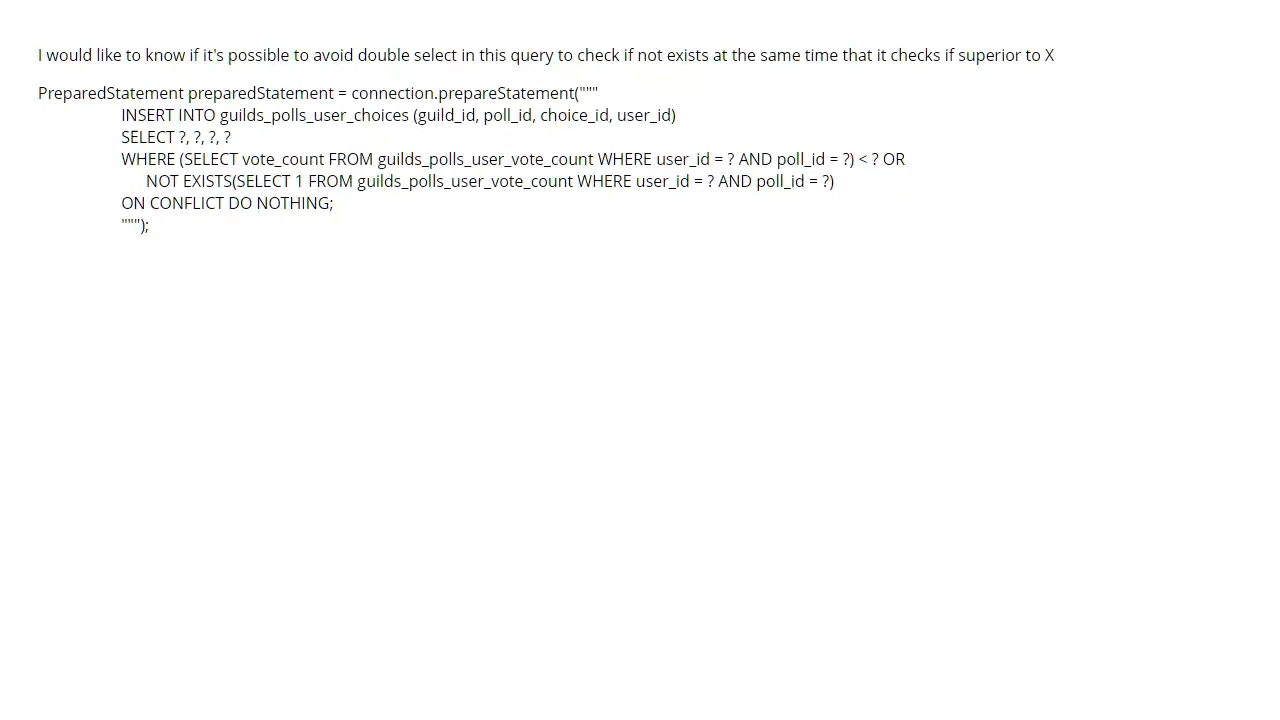 I would like to know if it's possible to avoid double select in this query to check if not exists at the same time that it checks if superior to X
PreparedStatement preparedStatement = connection.prepareStatement("""
INSERT INTO guilds_polls_user_choices (guild_id, poll_id, choice_id, user_id)
SELECT ?, ?, ?, ?
WHERE (SELECT vote_count FROM guilds_polls_user_vote_count WHERE user_id = ? AND poll_id = ?) < ? OR
NOT EXISTS(SELECT 1 FROM guilds_polls_user_vote_count WHERE user_id = ? AND poll_id = ?)
ON CONFLICT DO NOTHING;
""");